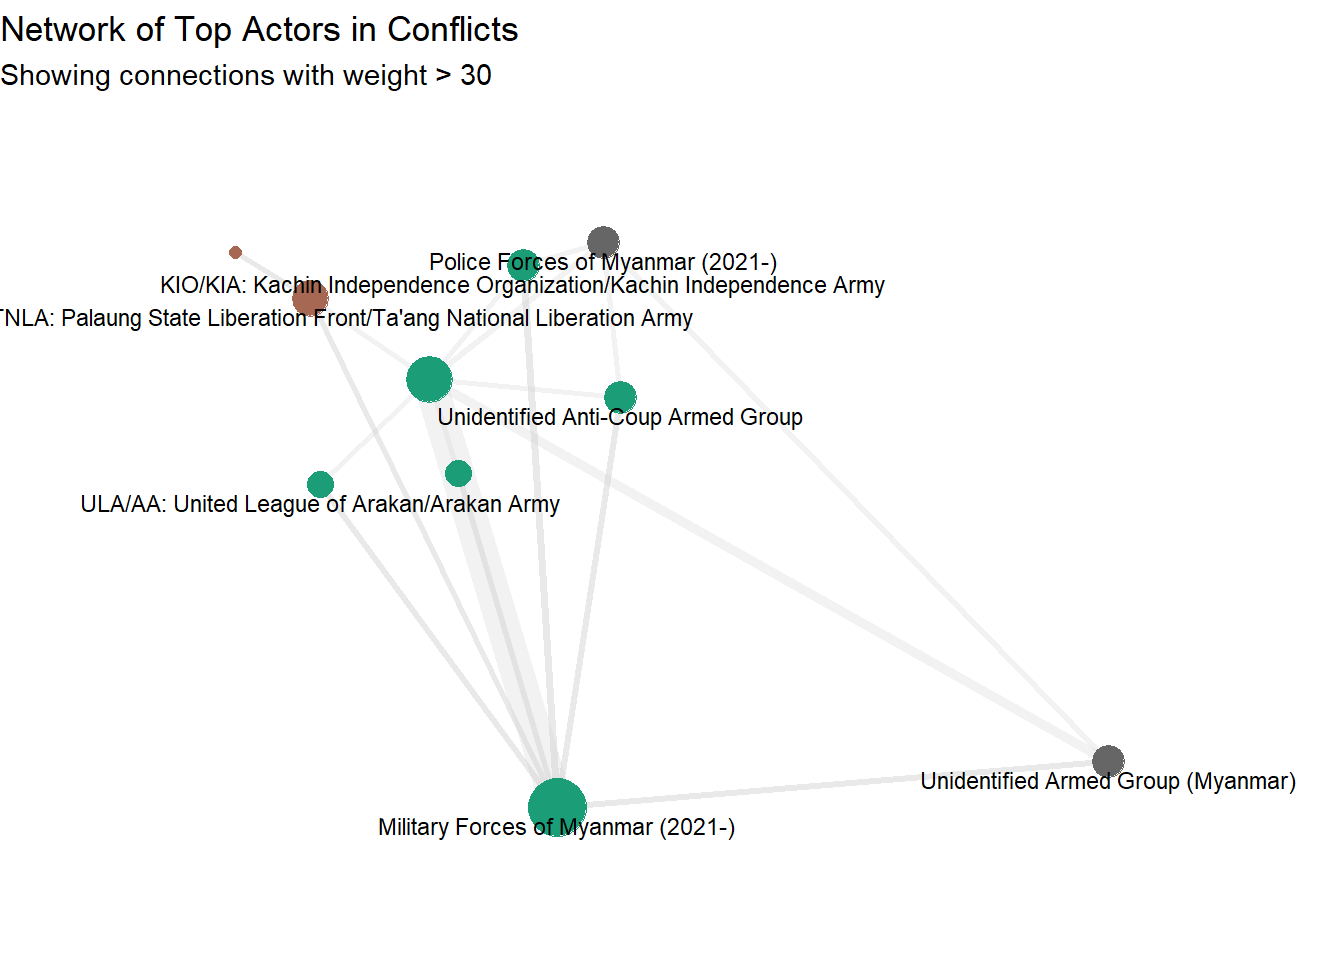 Network of Top Actors in Conflicts
Showing connections with weight > 30
Police Forces of Myanmar (2021-)
KIO/KIA: Kachin Independence Organization/Kachin Independence Army
TNLA: Palaung State Liberation Front/Ta'ang National Liberation Army
Unidentified Anti-Coup Armed Group
ULA/AA: United League of Arakan/Arakan Army
Unidentified Armed Group (Myanmar)
Military Forces of Myanmar (2021-)